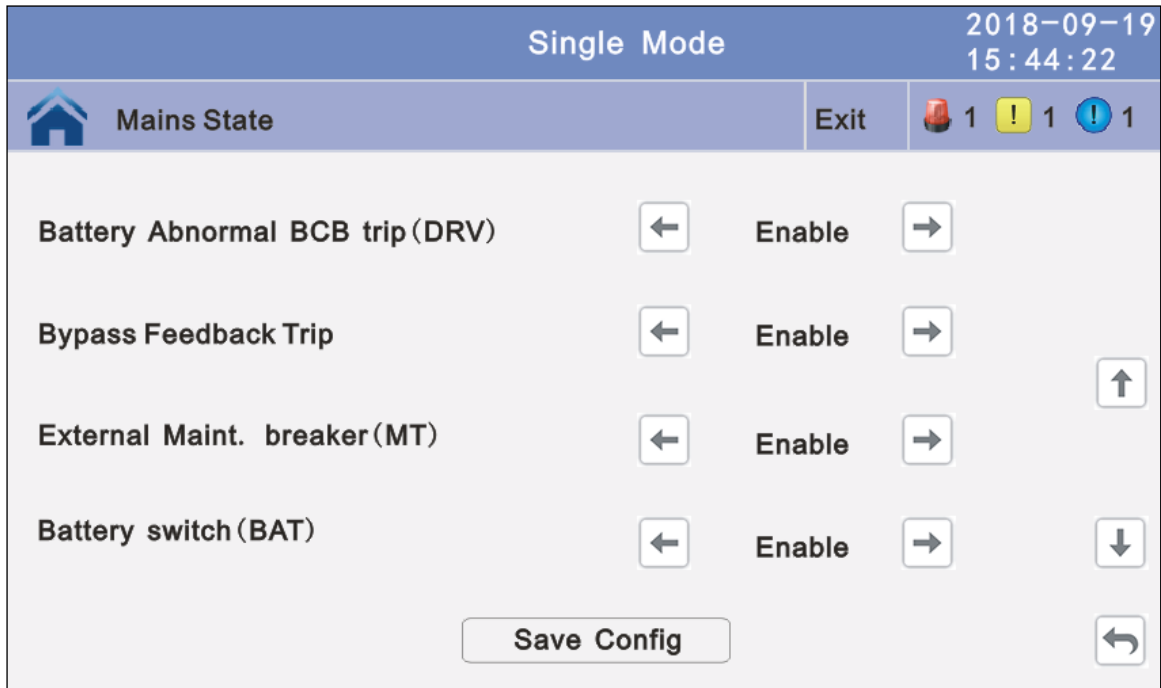 Single Mode
2018-09-19
15:44:22
Mains State
Exit
1 ! 1 ! 1
Battery Abnormal BCB trip(DRV)
Enable
Bypass Feedback Trip
Enable
External Maint. breaker(MT)
Enable
Battery switch(BAT)
Enable
Save Config